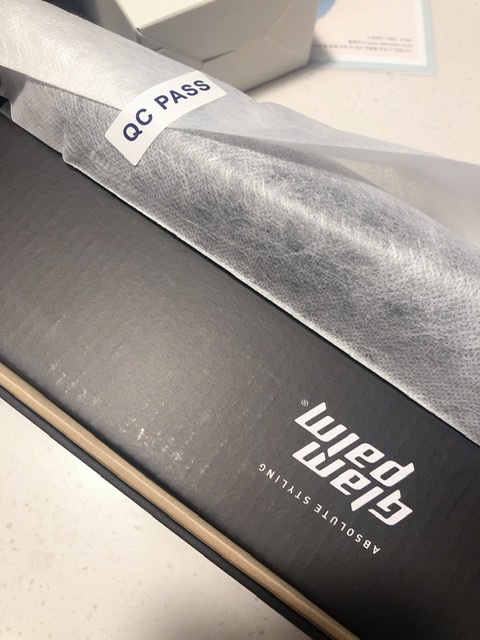 QC PASS
Glam
palm®
ABSOLUTE STYLING